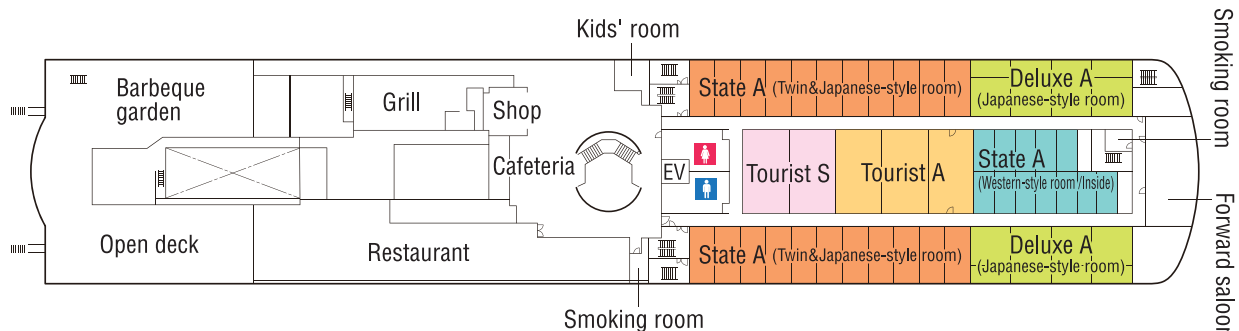 Kids' room
Smoking room
Barbeque
garden
Grill
Shop
State A (Twin&Japanese-style room)
Deluxe A
(Japanese-style room)
Cafeteria
EV
Tourist S
Tourist A
State A
(Western-style room /Inside)
Open deck
Restaurant
State A (Twin&Japanese-style room)
Deluxe A
(Japanese-style room)
Forward saloon
Smoking room